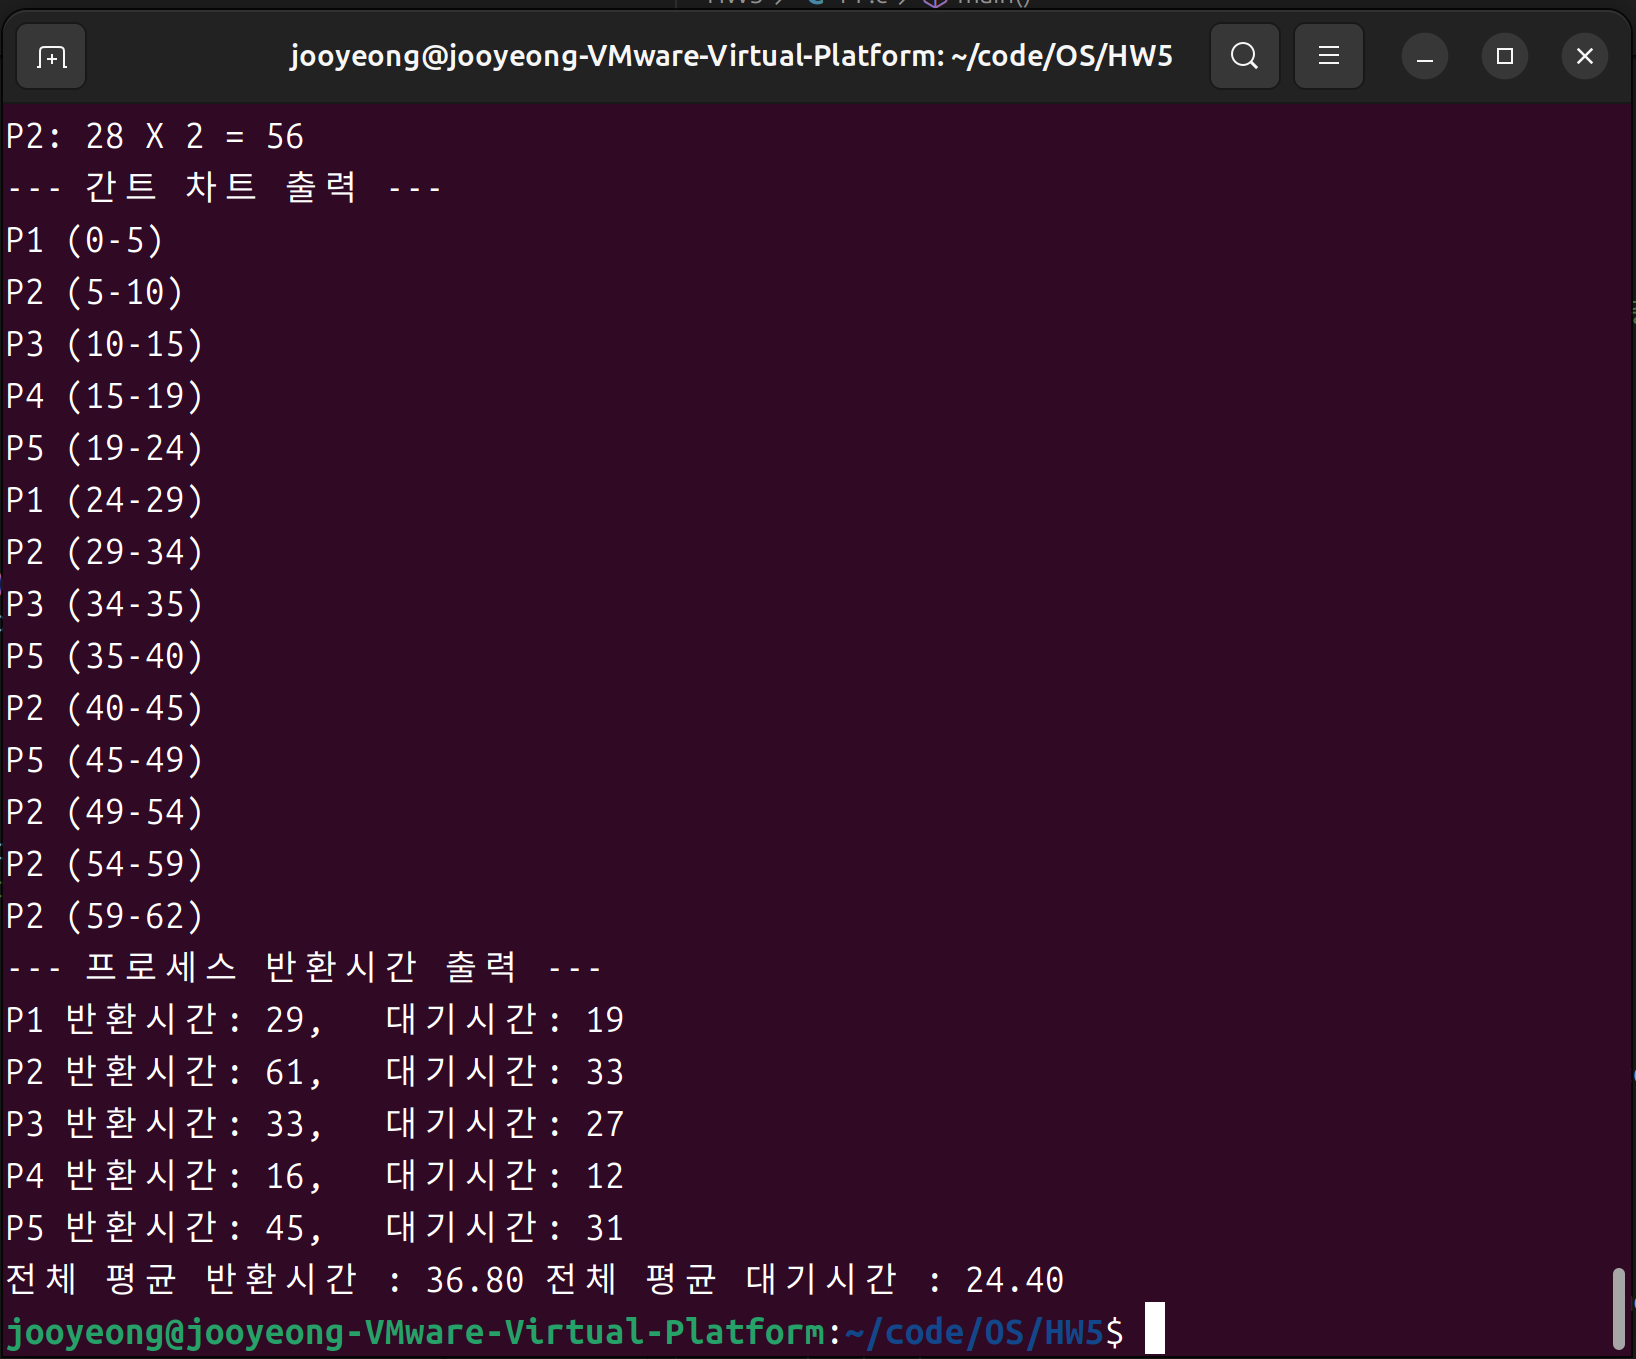 jooyeong@jooyeong-VMware-Virtual-Platform: ~/code/OS/HW5
P2: 28 X 2 = 56
--- 간트 차트 출력 ---
P1 (0-5)
P2 (5-10)
P3 (10-15)
P4 (15-19)
P5 (19-24)
P1 (24-29)
P2 (29-34)
P3 (34-35)
P5 (35-40)
P2 (40-45)
P5 (45-49)
P2 (49-54)
P2 (54-59)
P2 (59-62)
--- 프로세스 반환시간 출력 ---
P1 반환시간: 29,   대기시간: 19
P2 반환시간: 61,   대기시간: 33
P3 반환시간: 33,   대기시간: 27
P4 반환시간: 16,   대기시간: 12
P5 반환시간: 45,   대기시간: 31
전체 평균 반환시간 : 36.80 전체 평균 대기시간 : 24.40
jooyeong@jooyeong-VMware-Virtual-Platform:~/code/OS/HW5$